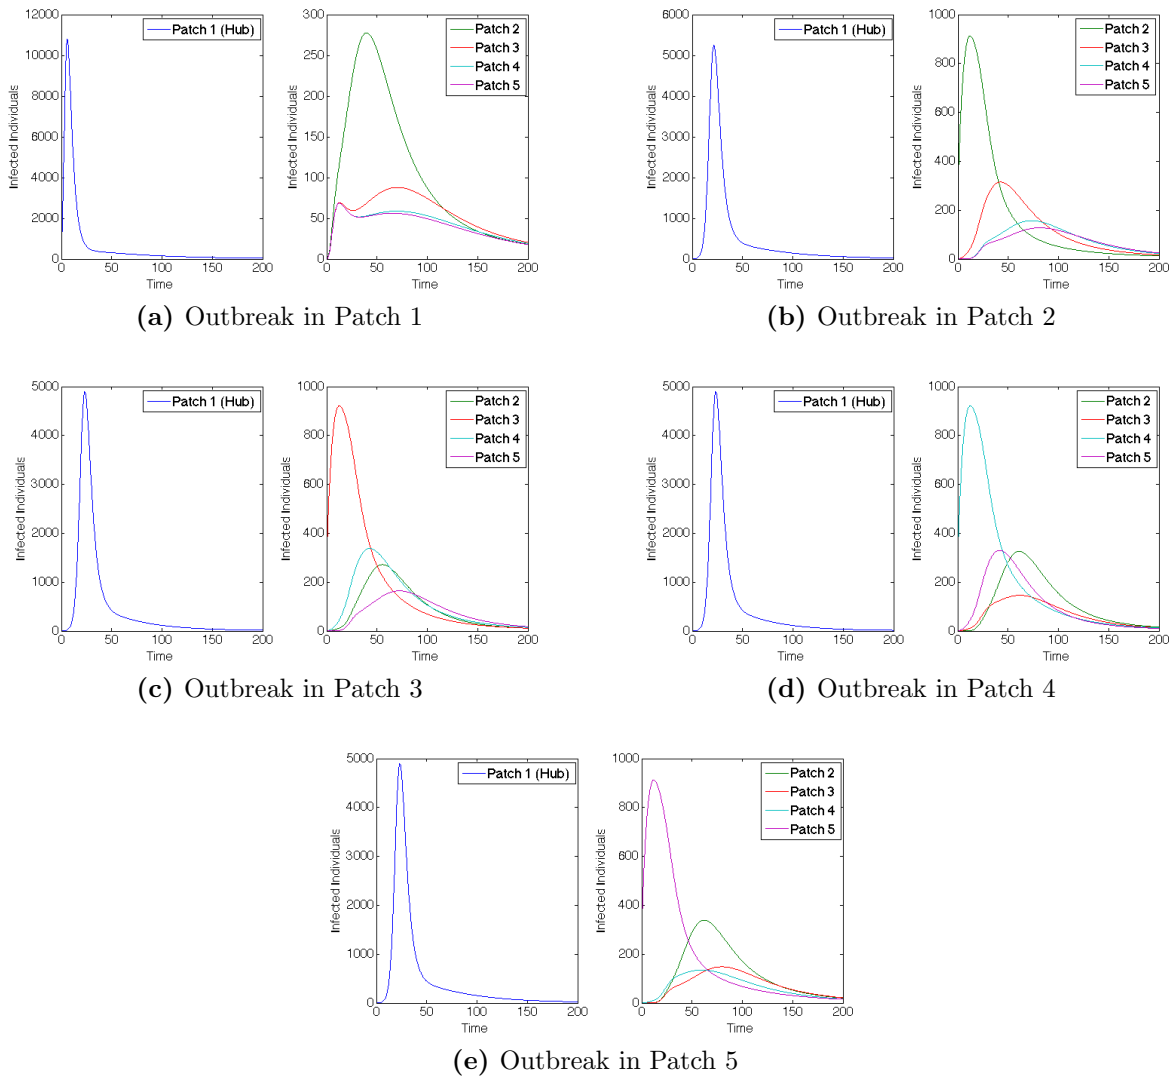 12000
10000
8000
6000
4000
2000
0
Infected Individuals
0 50 100 150 200
Time
Patch 1 (Hub)
300
250
200
150
100
50
0
Infected Individuals
0 50 100 150 200
Time
Patch 2
Patch 3
Patch 4
Patch 5
(a) Outbreak in Patch 1
6000
5000
4000
3000
2000
1000
0
Infected Individuals
0 50 100 150 200
Time
Patch 1 (Hub)
1000
800
600
400
200
0
Infected Individuals
0 50 100 150 200
Time
Patch 2
Patch 3
Patch 4
Patch 5
(b) Outbreak in Patch 2
5000
4000
3000
2000
1000
0
Infected Individuals
0 50 100 150 200
Time
Patch 1 (Hub)
1000
800
600
400
200
0
Infected Individuals
0 50 100 150 200
Time
Patch 2
Patch 3
Patch 4
Patch 5
(c) Outbreak in Patch 3
5000
4000
3000
2000
1000
0
Infected Individuals
0 50 100 150 200
Time
Patch 1 (Hub)
1000
800
600
400
200
0
Infected Individuals
0 50 100 150 200
Time
Patch 2
Patch 3
Patch 4
Patch 5
(d) Outbreak in Patch 4
5000
4000
3000
2000
1000
0
Infected Individuals
0 50 100 150 200
Time
Patch 1 (Hub)
1000
800
600
400
200
0
Infected Individuals
0 50 100 150 200
Time
Patch 2
Patch 3
Patch 4
Patch 5
(e) Outbreak in Patch 5